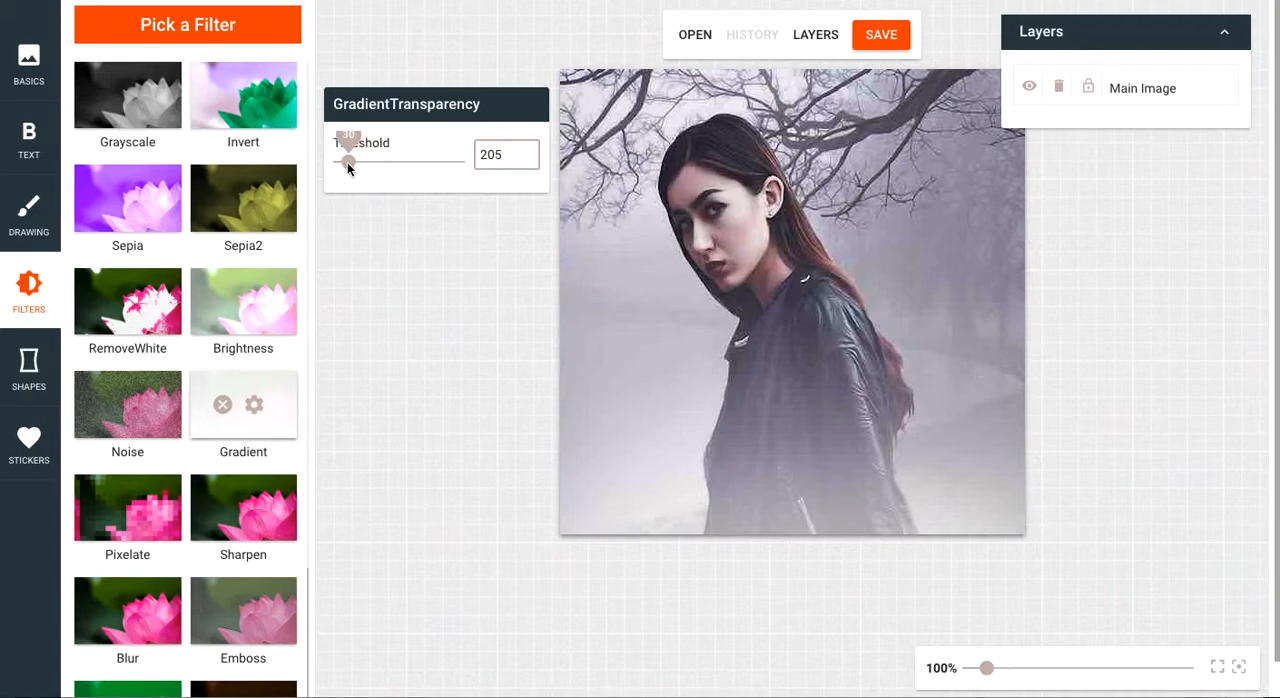 BASICS
TEXT
DRAWING
FILTERS
SHAPES
STICKERS
Pick a Filter
Grayscale
Invert
Sepia
Sepia2
RemoveWhite
Brightness
Noise
Gradient
Pixelate
Sharpen
Blur
Emboss
GradientTransparency
30
205
OPEN
HISTORY
LAYERS
SAVE
Layers
Main Image
100%